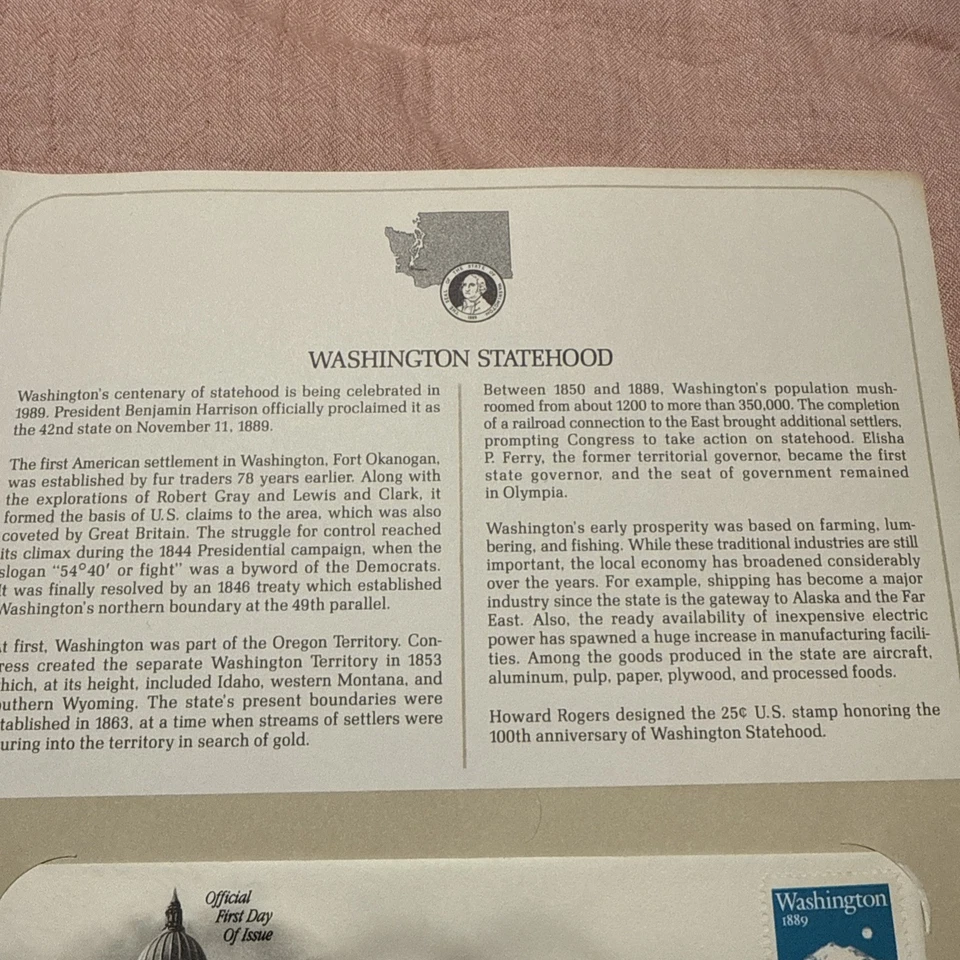 THE SEAL OF THE STATE OF WASHINGTON
1889
WASHINGTON STATEHOOD
Washington's centenary of statehood is being celebrated in
1989. President Benjamin Harrison officially proclaimed it as
the 42nd state on November 11, 1889.
The first American settlement in Washington, Fort Okanogan,
was established by fur traders 78 years earlier. Along with
the explorations of Robert Gray and Lewis and Clark, it
formed the basis of U.S. claims to the area, which was also
coveted by Great Britain. The struggle for control reached
its climax during the 1844 Presidential campaign, when the
slogan "54°40′ or fight" was a byword of the Democrats.
It was finally resolved by an 1846 treaty which established
Washington's northern boundary at the 49th parallel.
t first, Washington was part of the Oregon Territory. Con-
ress created the separate Washington Territory in 1853
hich, at its height, included Idaho, western Montana, and
uthern Wyoming. The state's present boundaries were
tablished in 1863, at a time when streams of settlers were
uring into the territory in search of gold.
Between 1850 and 1889, Washington's population mush-
roomed from about 1200 to more than 350,000. The completion
of a railroad connection to the East brought additional settlers,
prompting Congress to take action on statehood. Elisha
P. Ferry, the former territorial governor, became the first
state governor, and the seat of government remained
in Olympia.
Washington's early prosperity was based on farming, lum-
bering, and fishing. While these traditional industries are still
important, the local economy has broadened considerably
over the years. For example, shipping has become a major
industry since the state is the gateway to Alaska and the Far
East. Also, the ready availability of inexpensive electric
power has spawned a huge increase in manufacturing facili-
ties. Among the goods produced in the state are aircraft,
aluminum, pulp, paper, plywood, and processed foods.
Howard Rogers designed the 25¢ U.S. stamp honoring the
100th anniversary of Washington Statehood.
Official
First Day
Of Issue
Washington
1889